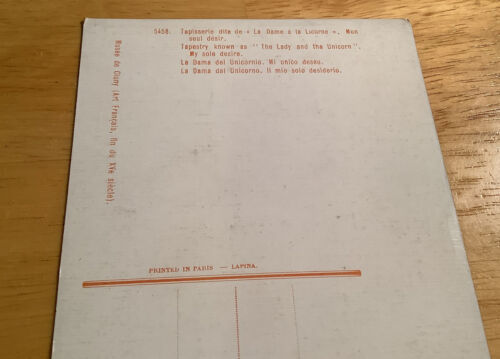 5458. Tapisserie dite de « La Dame à la Licorne ». Mon
seul désir.
Tapestry known as "The Lady and the Unicorn",
My sole desire.
La Dama del Unicornio. Mi unico deseo.
La Dama del Unicorno. Il mio solo desiderio.
Musée de Cluny (Art Français, fin du XVe siècle).
PRINTED IN PARIS — LAPINA.